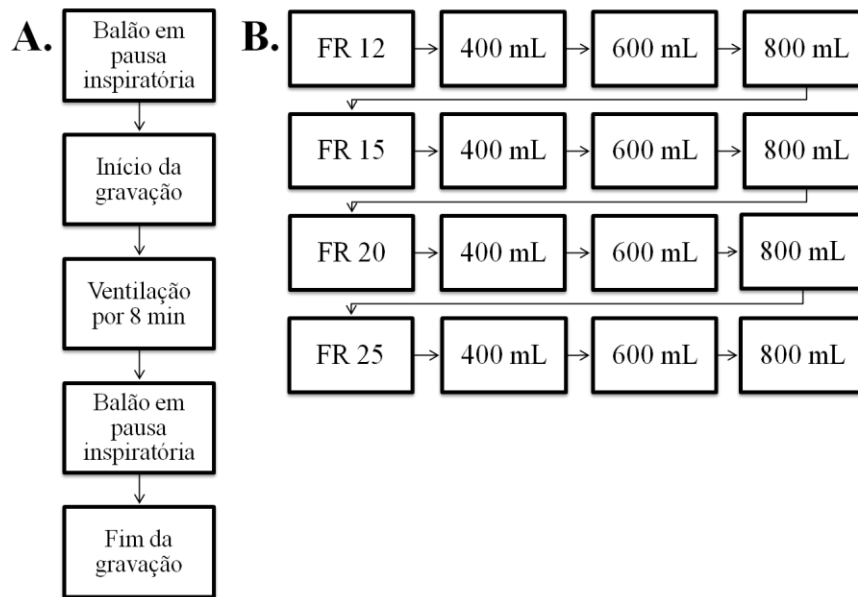 A.
Balão em
pausa
inspiratória
Início da
gravação
Ventilação
por 8 min
Balão em
pausa
inspiratória
Fim da
gravação
B.
FR 12
400 mL
600 mL
800 mL
FR 15
400 mL
600 mL
800 mL
FR 20
400 mL
600 mL
800 mL
FR 25
400 mL
600 mL
800 mL